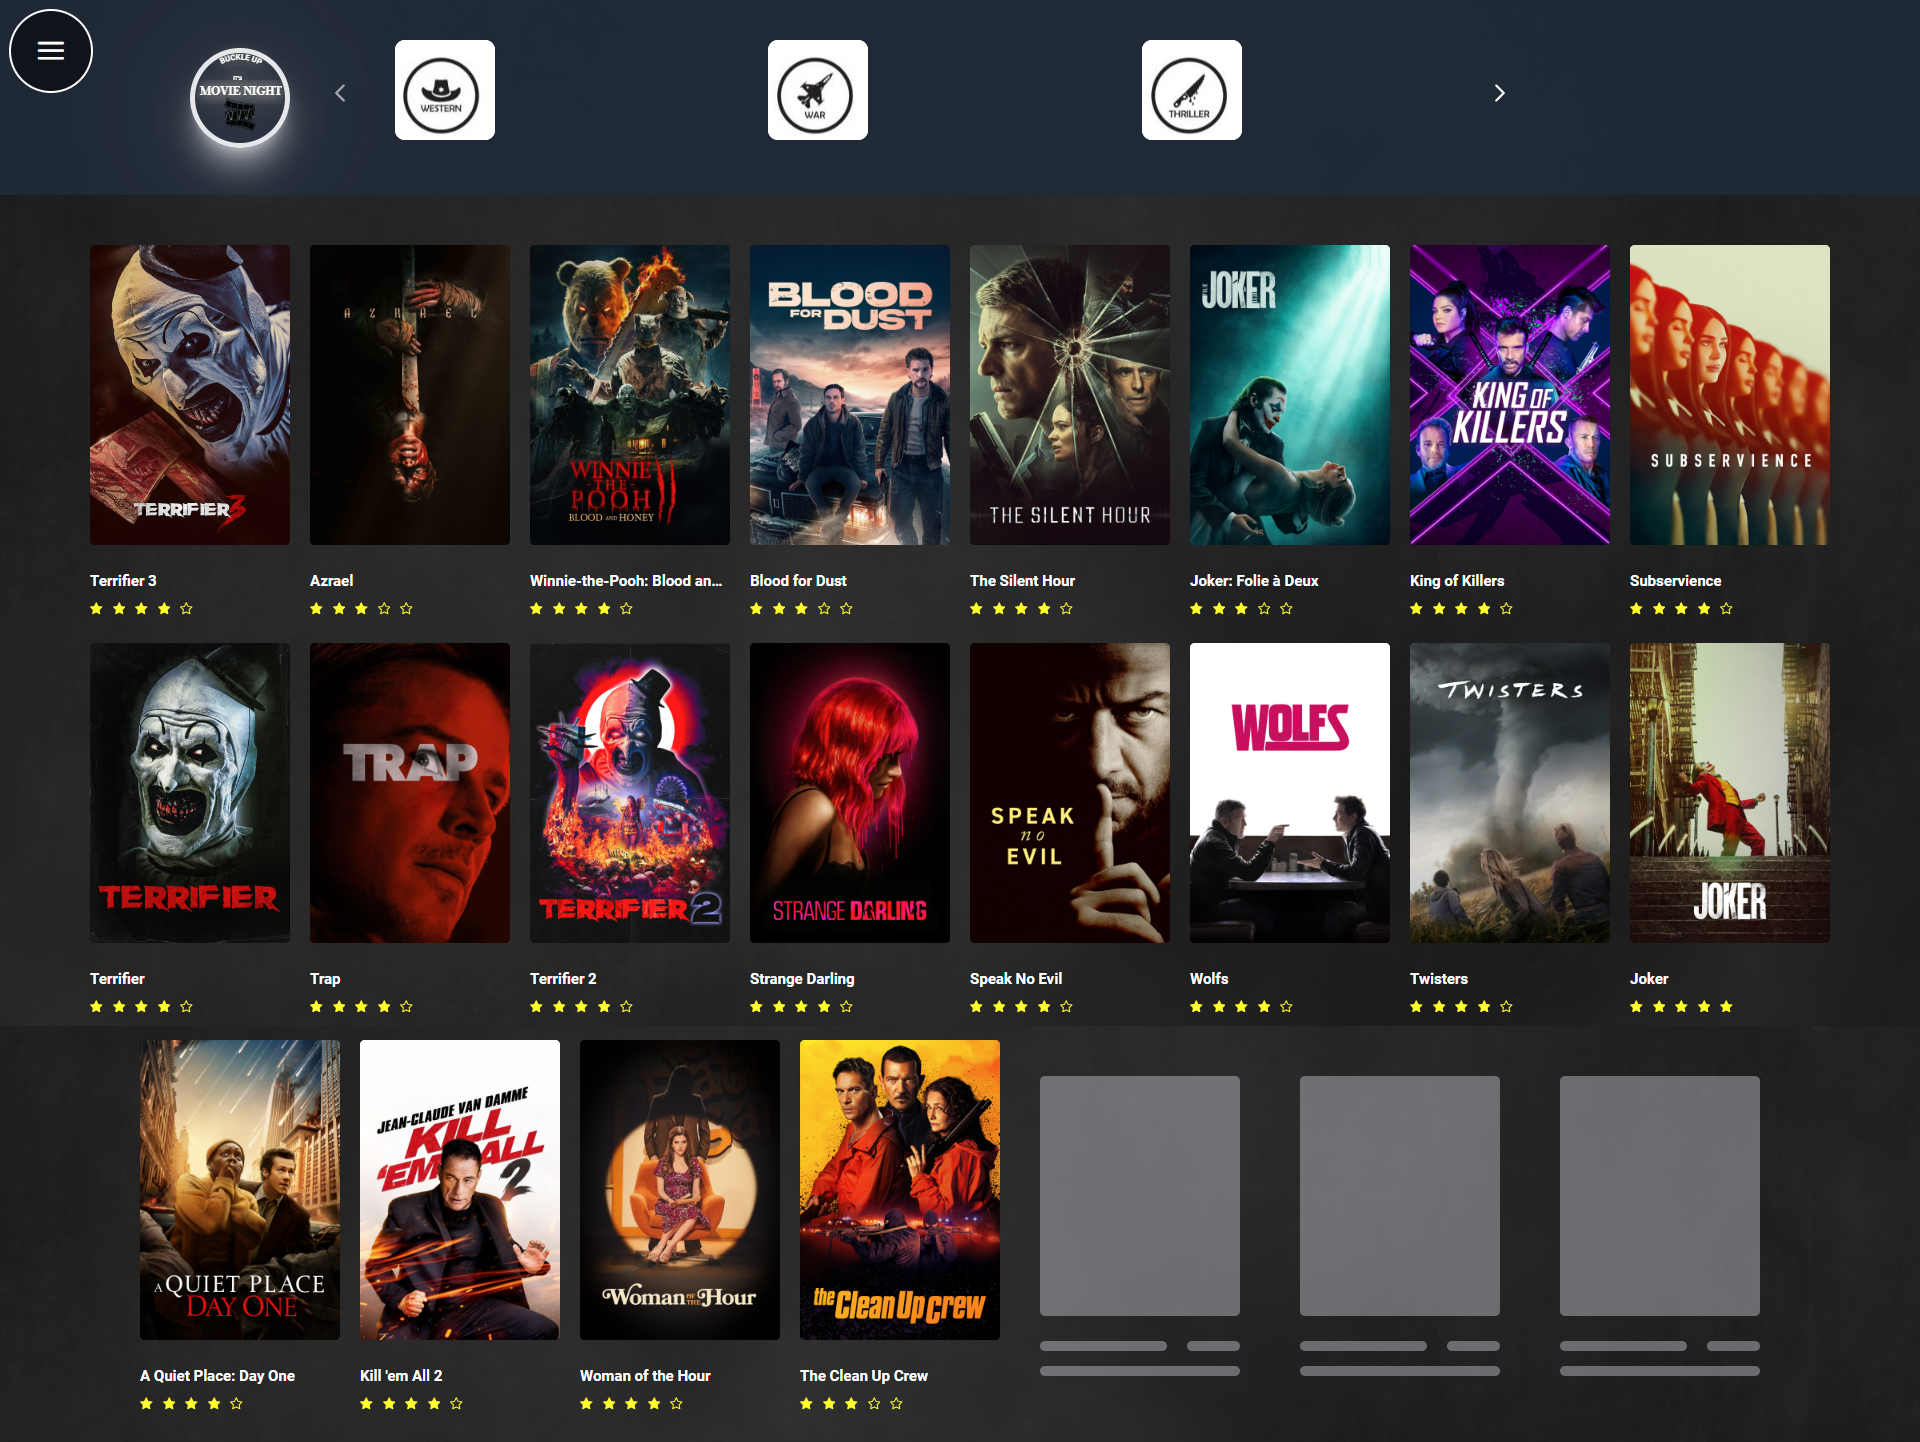 BUCKLE UP
IT'S
MOVIE NIGHT
WESTERN
WAR
THRILLER
TERRIFIER 3
AZRAEL
WINNIE
-THE-
POOH II
BLOOD AND HONEY
BLOOD
FOR DUST
THE SILENT HOUR
JOKER
KING OF
KILLERS
SUBSERVIENCE
Terrifier 3
Azrael
Winnie-the-Pooh: Blood an...
Blood for Dust
The Silent Hour
Joker: Folie à Deux
King of Killers
Subservience
TERRIFIER
TRAP
TERRIFIER 2
STRANGE DARLING
SPEAK
no
EVIL
WOLFS
TWISTERS
JOKER
Terrifier
Trap
Terrifier 2
Strange Darling
Speak No Evil
Wolfs
Twisters
Joker
A QUIET PLACE
DAY ONE
JEAN-CLAUDE VAN DAMME
KILL
'EM ALL
2
Woman OF THE Hour
the Clean Up Crew
A Quiet Place: Day One
Kill 'em All 2
Woman of the Hour
The Clean Up Crew